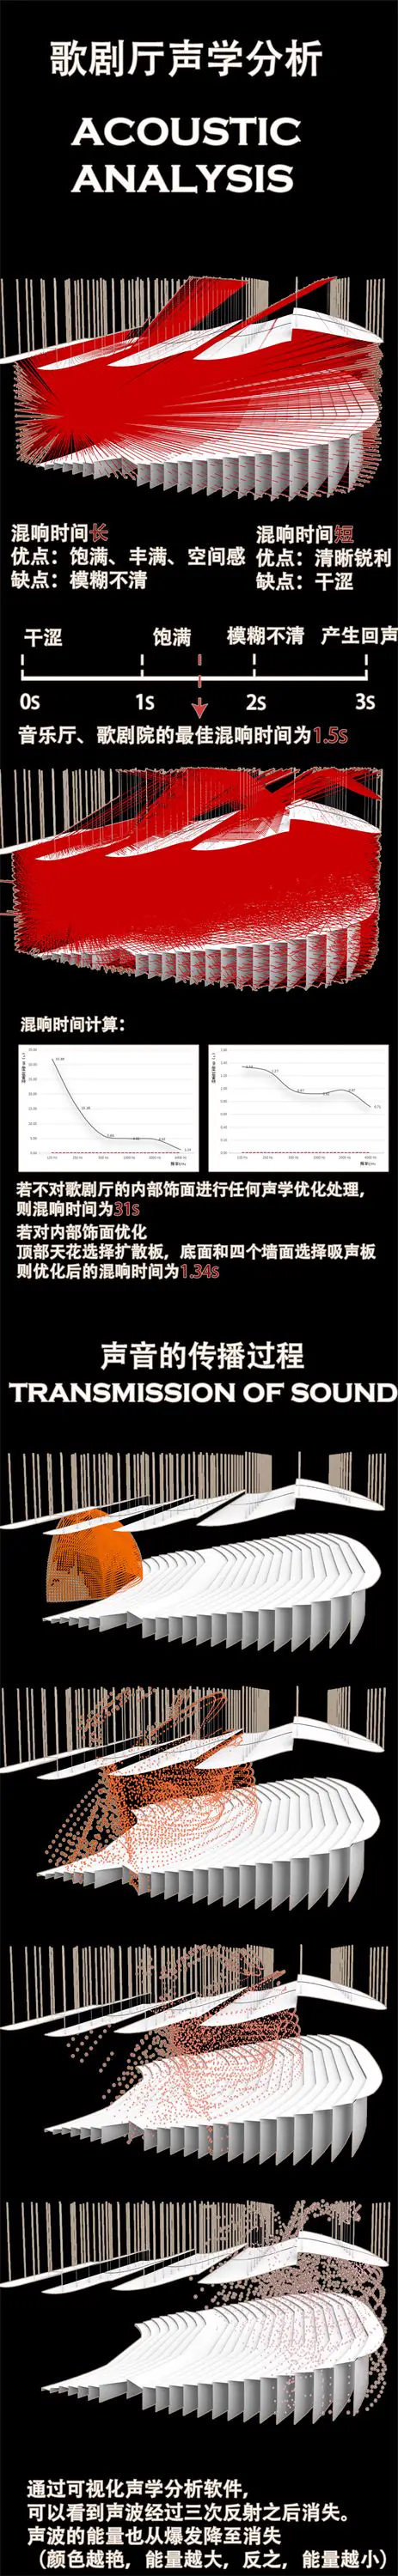 歌剧厅声学分析
ACOUSTIC
ANALYSIS
混响时间长
优点：饱满、丰满、空间感
缺点：模糊不清
混响时间短
优点：清晰锐利
缺点：干涩
干涩 饱满 模糊不清 产生回声
0s 1s 2s 3s
音乐厅、歌剧院的最佳混响时间为1.5s
混响时间计算：
若不对歌剧厅的内部饰面进行任何声学优化处理，
则混响时间为31s
若对内部饰面优化
顶部天花选择扩散板，底面和四个墙面选择吸声板
则优化后的混响时间为1.34s
声音的传播过程
TRANSMISSION OF SOUND
通过可视化声学分析软件，
可以看到声波经过三次反射之后消失。
声波的能量也从爆发降至消失
（颜色越艳，能量越大，反之，能量越小）